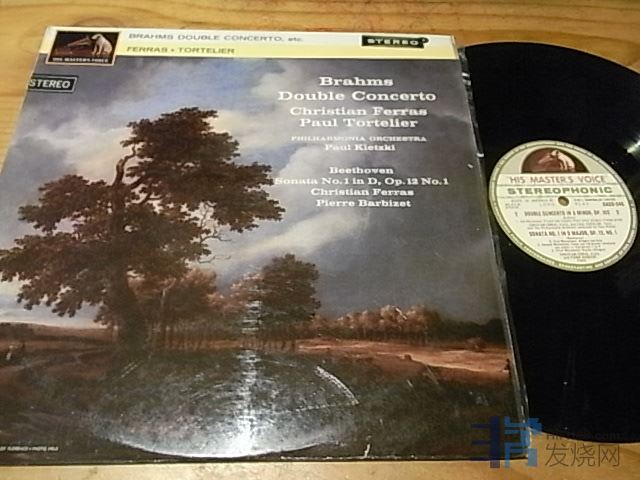 BRAHMS DOUBLE CONCERTO, etc.
FERRAS • TORTELIER
STEREO
"HIS MASTER'S VOICE"
STEREO
Brahms
Double Concerto
Christian Ferras
Paul Tortelier
PHILHARMONIA ORCHESTRA
Paul Kletzki
Beethoven
Sonata No.1 in D, Op.12 No.1
Christian Ferras
Pierre Barbizet
"HIS MASTER'S VOICE"
STEREOPHONIC
DOUBLE CONCERTO IN A MINOR, OP. 102
SONATA No. 1 IN D MAJOR, OP. 12, NO. 1
发烧网